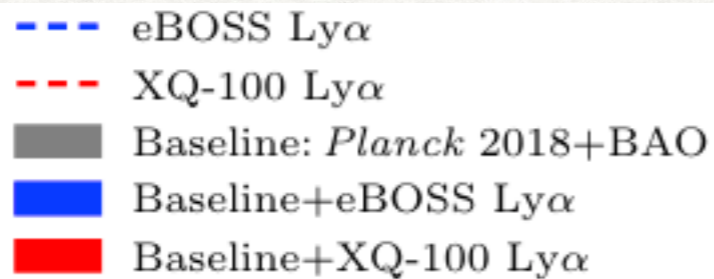 eBOSS Lyα
XQ-100 Lyα
Baseline: Planck 2018+BAO
Baseline+eBOSS Lyα
Baseline+XQ-100 Lyα